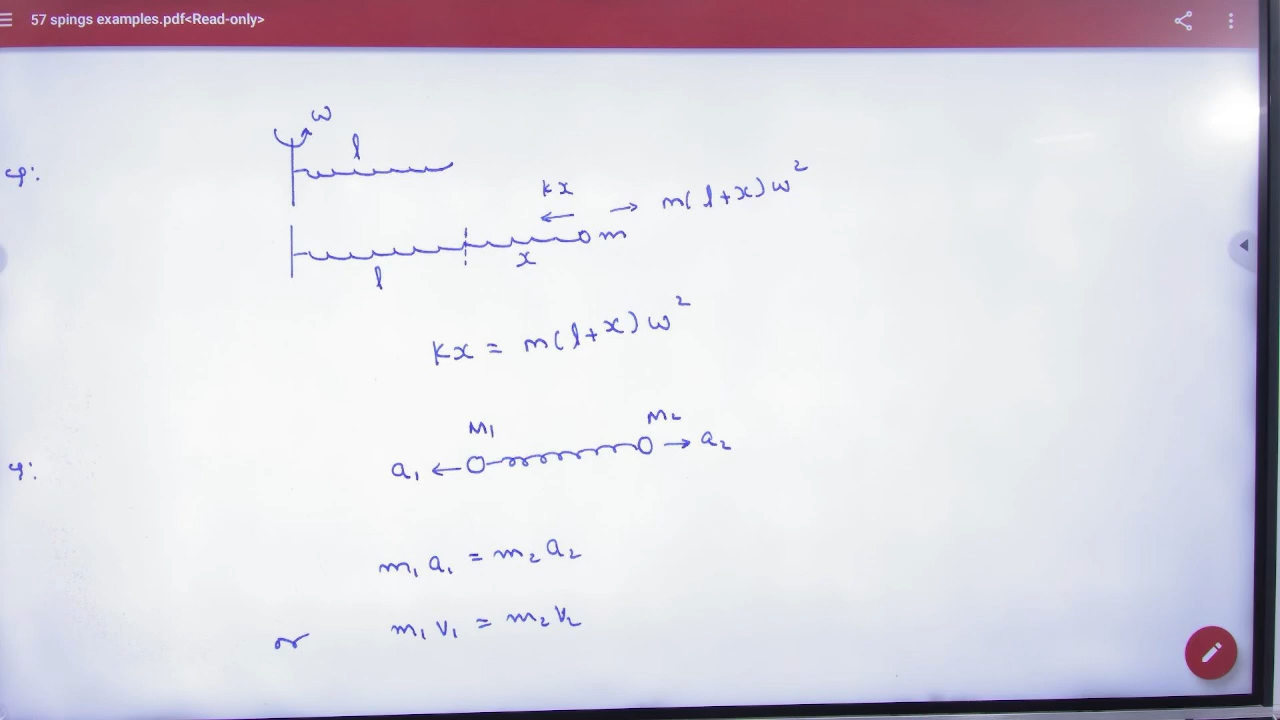 57 spings examples.pdf<Read-only>
ω
l
kx
m(l+x)ω²
m
x
l
kx = m(l+x)ω²
M₁
M₂
a₁
a₂
m₁a₁ = m₂a₂
or m₁v₁ = m₂v₂